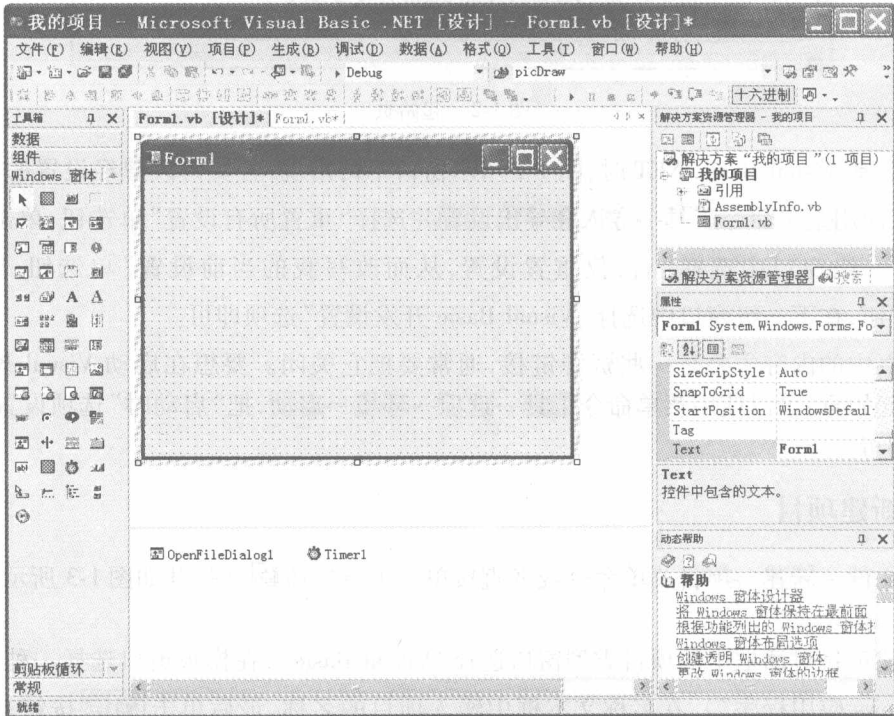 我的项目 - Microsoft Visual Basic .NET [设计] - Form1.vb [设计]*
文件(F) 编辑(E) 视图(V) 项目(P) 生成(B) 调试(D) 数据(A) 格式(O) 工具(T) 窗口(W) 帮助(H)
Debug picDraw
十六进制
工具箱
数据
组件
Windows 窗体
剪贴板循环
常规
就绪
Form1.vb [设计]* Form1.vb*
Form1
OpenFileDialog1 Timer1
解决方案资源管理器 - 我的项目
解决方案“我的项目”(1 项目)
我的项目
引用
AssemblyInfo.vb
Form1.vb
解决方案资源管理器 搜索
属性
Form1 System.Windows.Forms.Fo
SizeGripStyle Auto
SnapToGrid True
StartPosition WindowsDefaul
Tag
Text Form1
Text
控件中包含的文本。
动态帮助
帮助
Windows 窗体设计器
将 Windows 窗体保持在最前面
根据功能列出的 Windows 窗体
Windows 窗体布局选项
创建透明 Windows 窗体
更改 Windows 窗体的边框